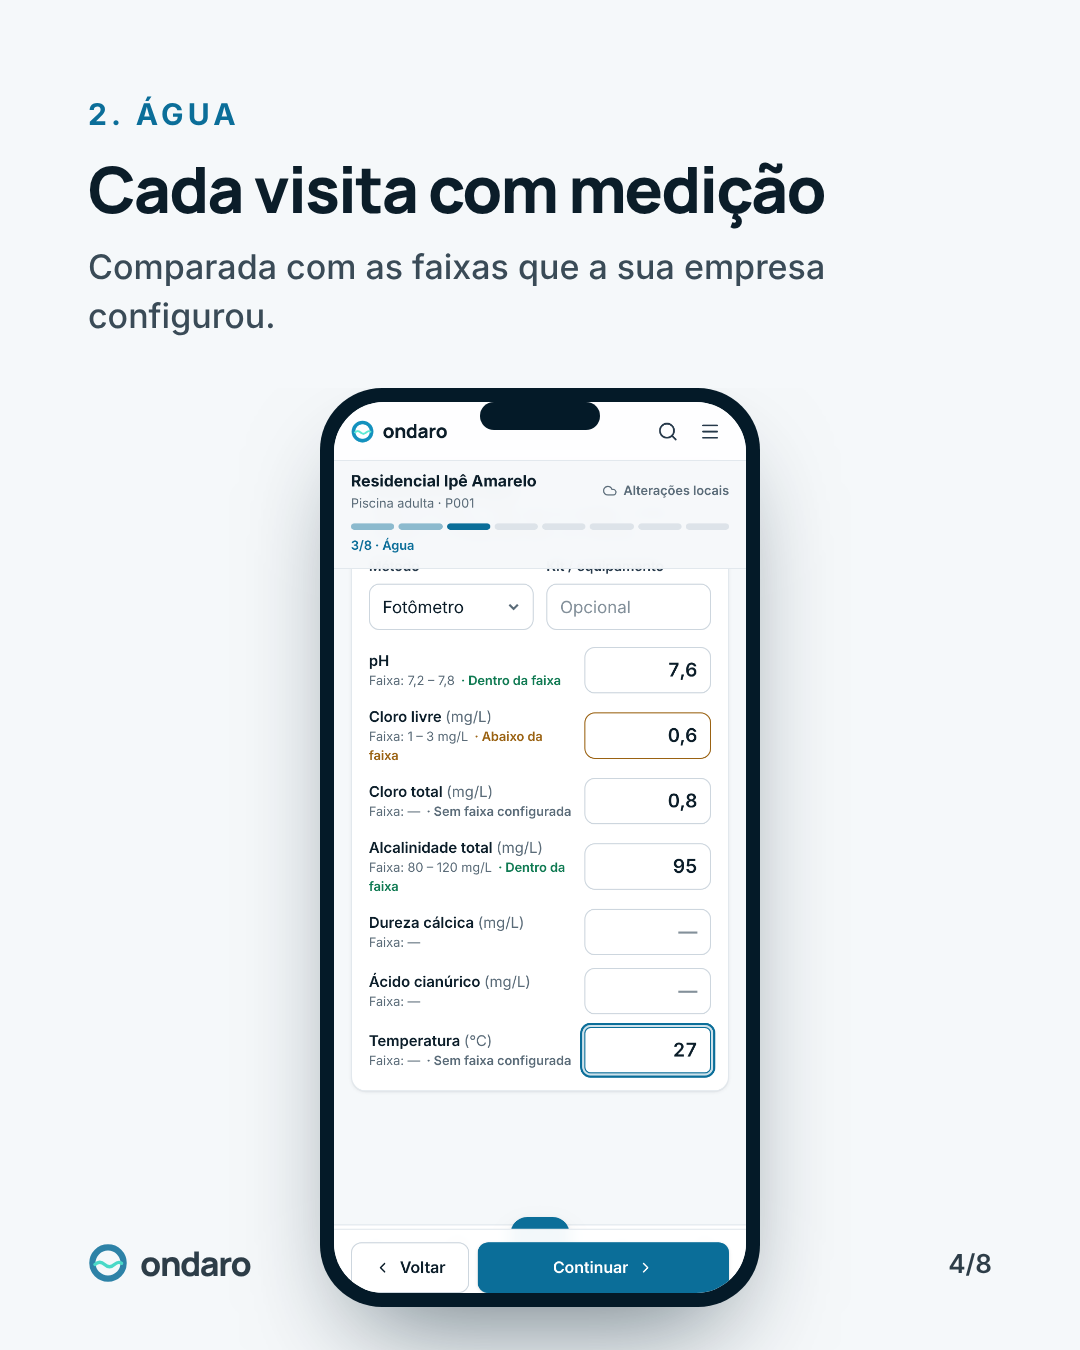 2. ÁGUA
Cada visita com medição
Comparada com as faixas que a sua empresa
configurou.
ondaro
Residencial Ipê Amarelo
Alterações locais
Piscina adulta · P001
3/8 · Água
Método
Kit / equipamento
Fotômetro
Opcional
pH
Faixa: 7,2 – 7,8 · Dentro da faixa
7,6
Cloro livre (mg/L)
Faixa: 1 – 3 mg/L · Abaixo da
faixa
0,6
Cloro total (mg/L)
Faixa: — · Sem faixa configurada
0,8
Alcalinidade total (mg/L)
Faixa: 80 – 120 mg/L · Dentro da
faixa
95
Dureza cálcica (mg/L)
Faixa: —
—
Ácido cianúrico (mg/L)
Faixa: —
—
Temperatura (°C)
Faixa: — · Sem faixa configurada
27
Voltar
Continuar
ondaro
4/8